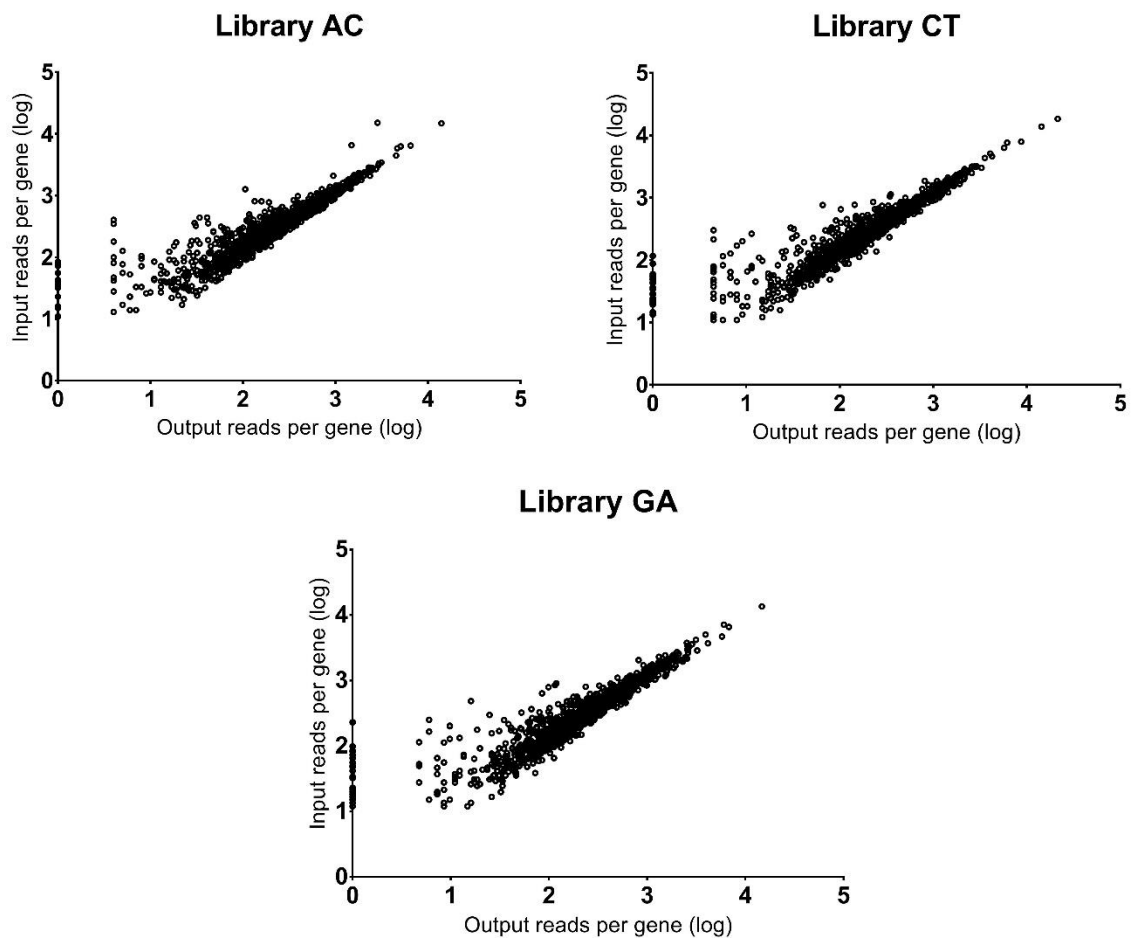 Library AC
Library CT
Input reads per gene (log)
5
4
3
2
1
0
0 1 2 3 4 5
Output reads per gene (log)
Input reads per gene (log)
5
4
3
2
1
0
0 1 2 3 4 5
Output reads per gene (log)
Library GA
Input reads per gene (log)
5
4
3
2
1
0
0 1 2 3 4 5
Output reads per gene (log)